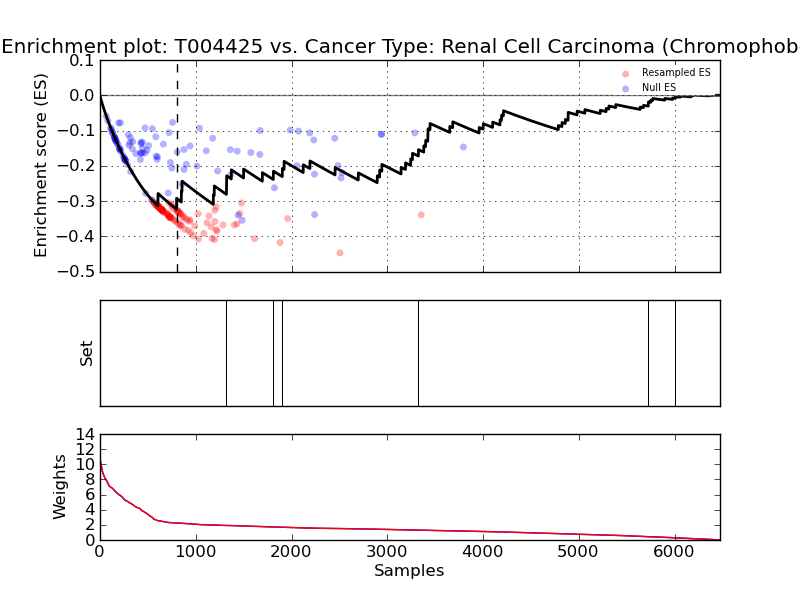 Enrichment plot: T004425 vs. Cancer Type: Renal Cell Carcinoma (Chromophob
Enrichment score (ES)
0.1
0.0
−0.1
−0.2
−0.3
−0.4
−0.5
Resampled ES
Null ES
Set
Weights
14
12
10
8
6
4
2
0
0 1000 2000 3000 4000 5000 6000
Samples